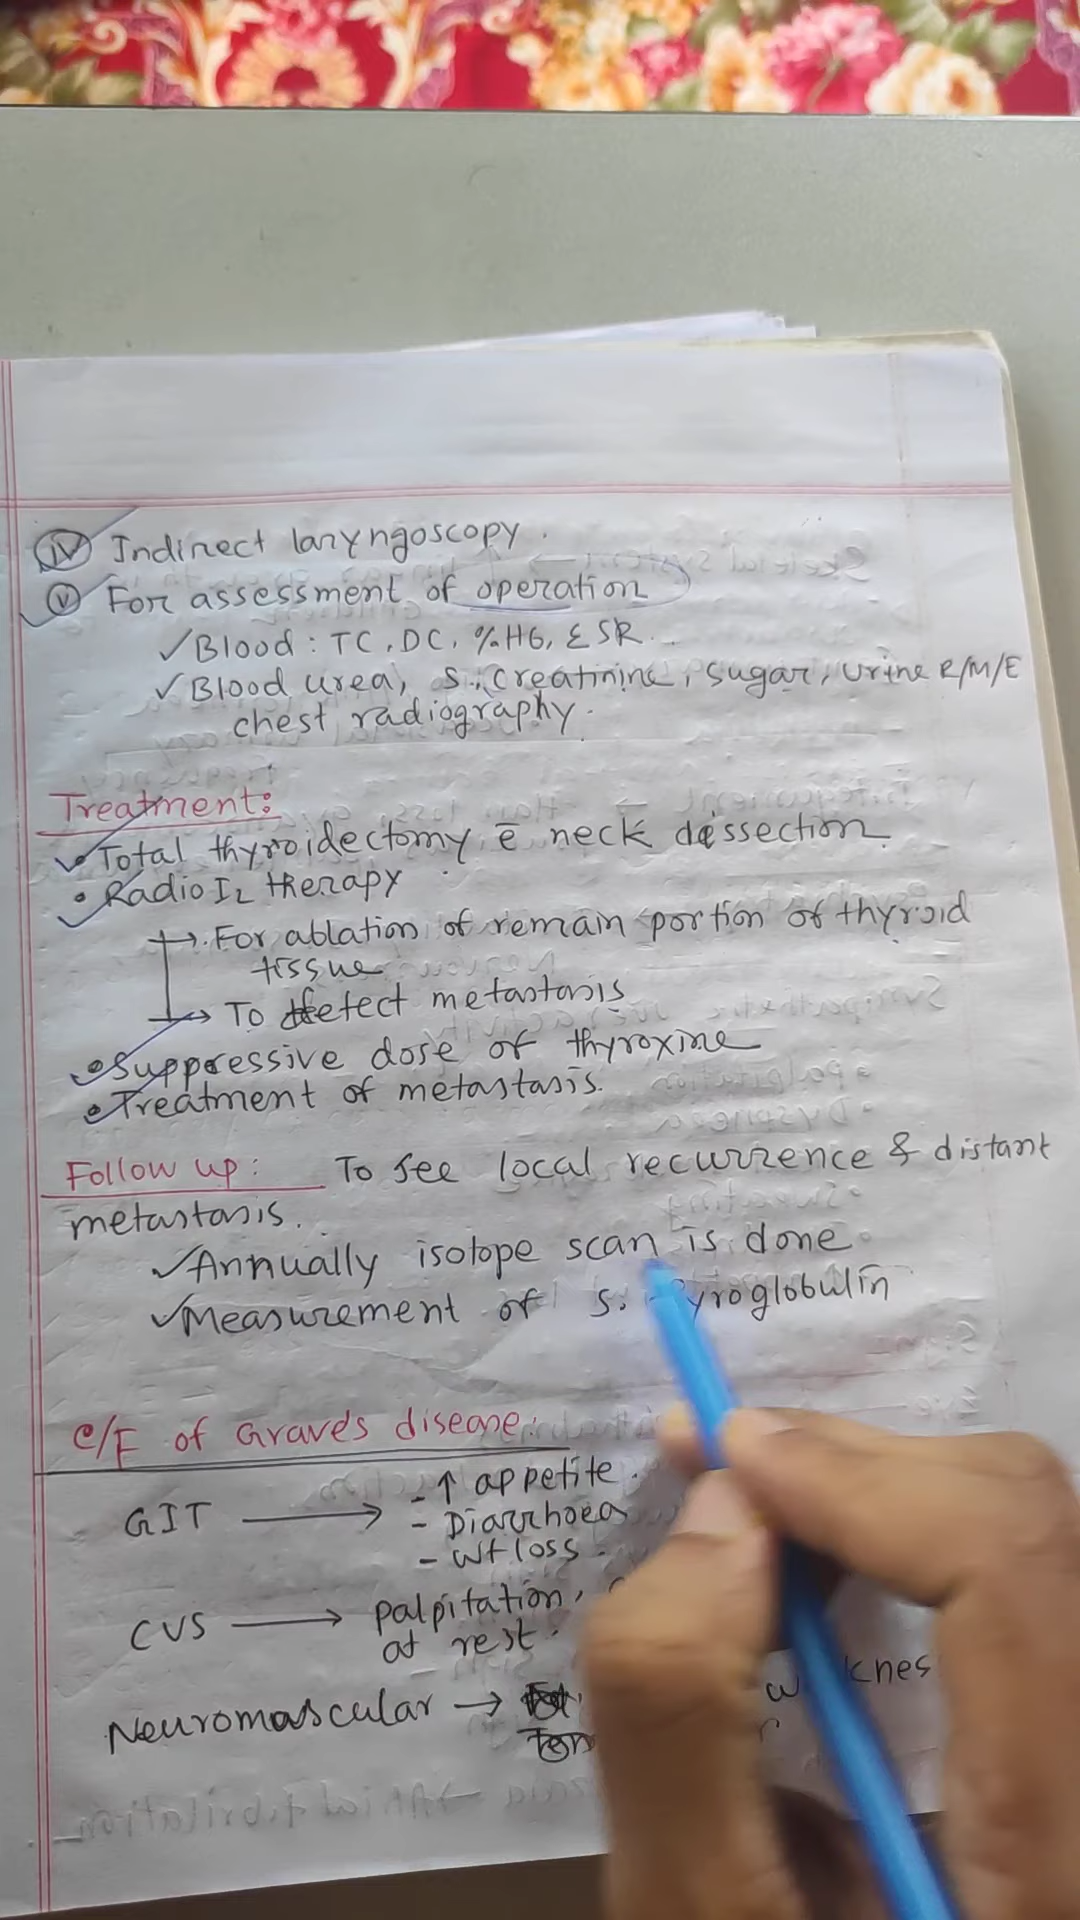 (iv) Indirect laryngoscopy.
(v) For assessment of operation
✓Blood: TC, DC, %HG, ESR.
✓Blood urea, S. creatinine, sugar, urine R/M/E
chest radiography.
Treatment:
• Total thyroidectomy c̄ neck dissection
• Radio I₂ therapy
→ For ablation of remain portion of thyroid
tissue
→ To detect metastasis
• Suppressive dose of thyroxine
• Treatment of metastasis.
Follow up: To see local recurrence & distant
metastasis.
✓Annually isotope scan is done
✓Measurement of S. yroglobulin
C/F of Graves disease:
GIT → - ↑ appetite.
- Diarrhoea
- wt loss.
CVS → palpitation,
at rest.
Neuromascular →